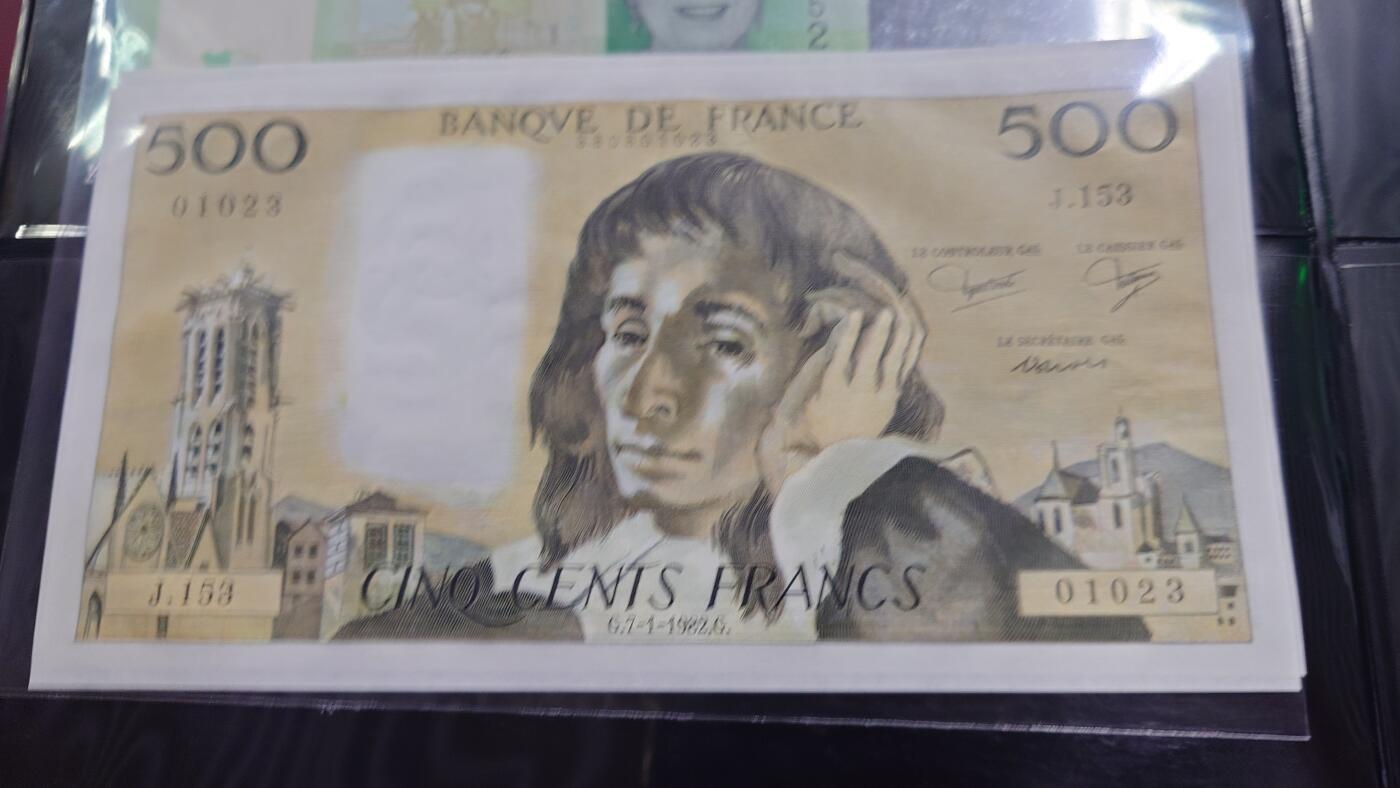 52
BANQVE DE FRANCE
500
500
01023
J.153
LE CONTROLEUR GAL
LE CAISSIER GAL
LE SECRÉTAIRE GAL
CINQ CENTS FRANCS
J.153
01023
G.7-1-1982.G.